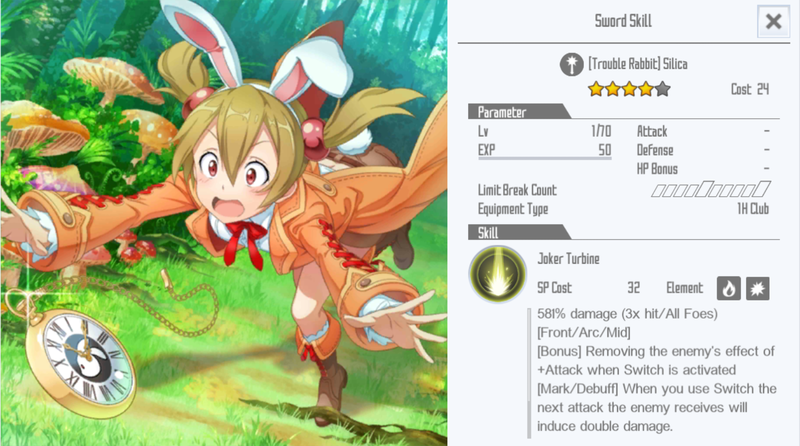 Sword Skill
[Trouble Rabbit] Silica
Cost 24
Parameter
Lv 1/70 Attack -
EXP 50 Defense -
HP Bonus -
Limit Break Count
Equipment Type 1H Club
Skill
Joker Turbine
SP Cost 32 Element
581% damage (3x hit/All Foes)
[Front/Arc/Mid]
[Bonus] Removing the enemy's effect of
+Attack when Switch is activated
[Mark/Debuff] When you use Switch the
next attack the enemy receives will
induce double damage.